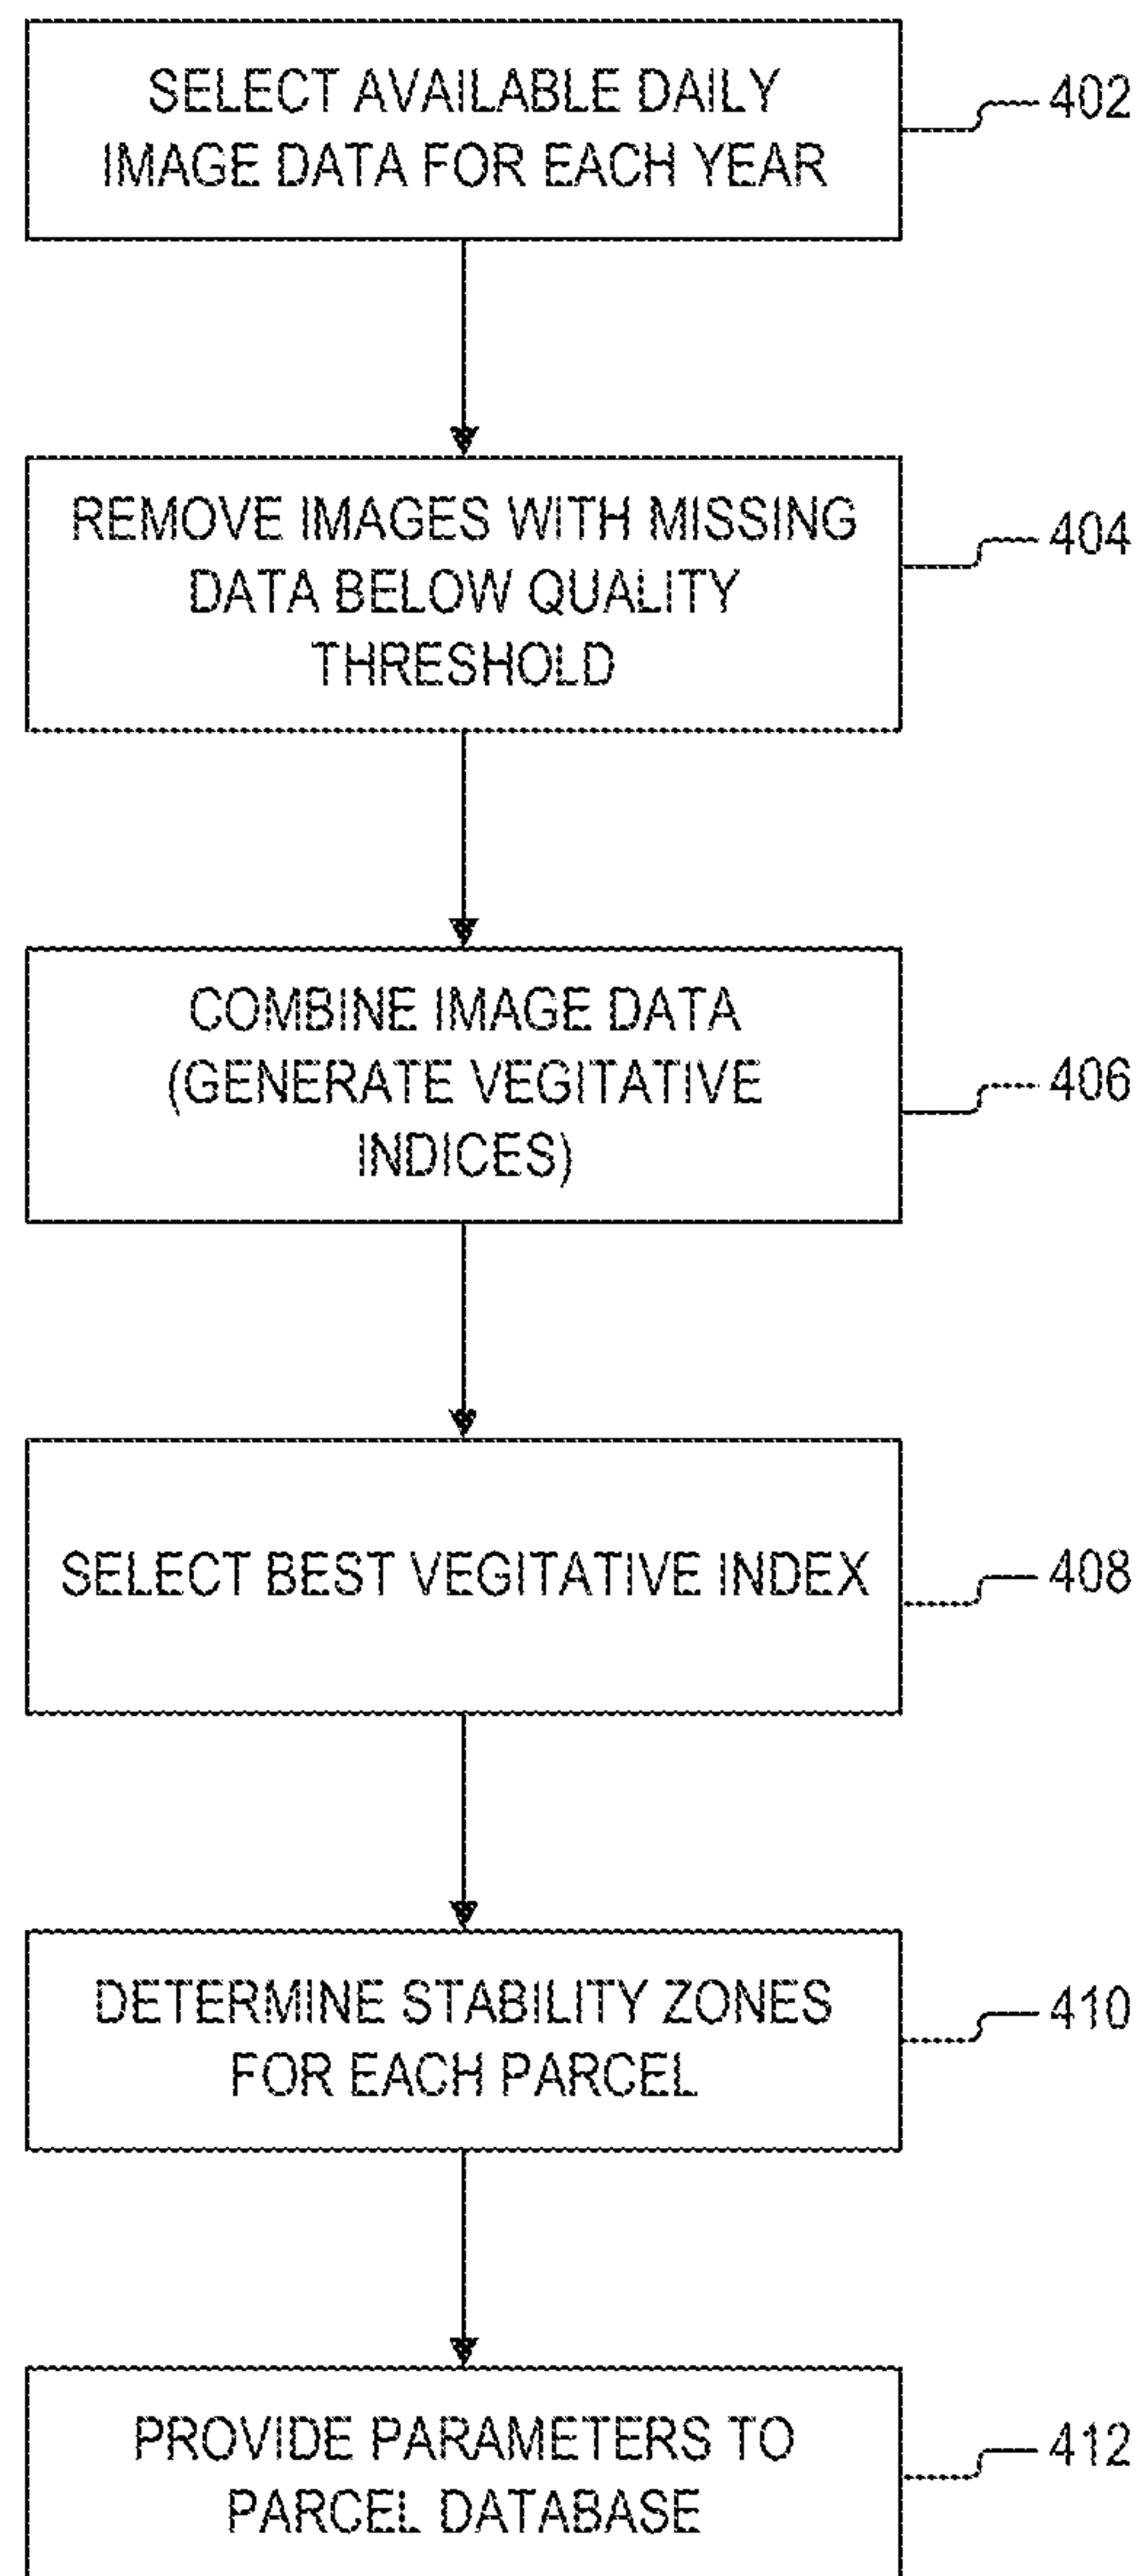 SELECT AVAILABLE DAILY
IMAGE DATA FOR EACH YEAR
402
REMOVE IMAGES WITH MISSING
DATA BELOW QUALITY
THRESHOLD
404
COMBINE IMAGE DATA
(GENERATE VEGITATIVE
INDICES)
406
SELECT BEST VEGITATIVE INDEX
408
DETERMINE STABILITY ZONES
FOR EACH PARCEL
410
PROVIDE PARAMETERS TO
PARCEL DATABASE
412